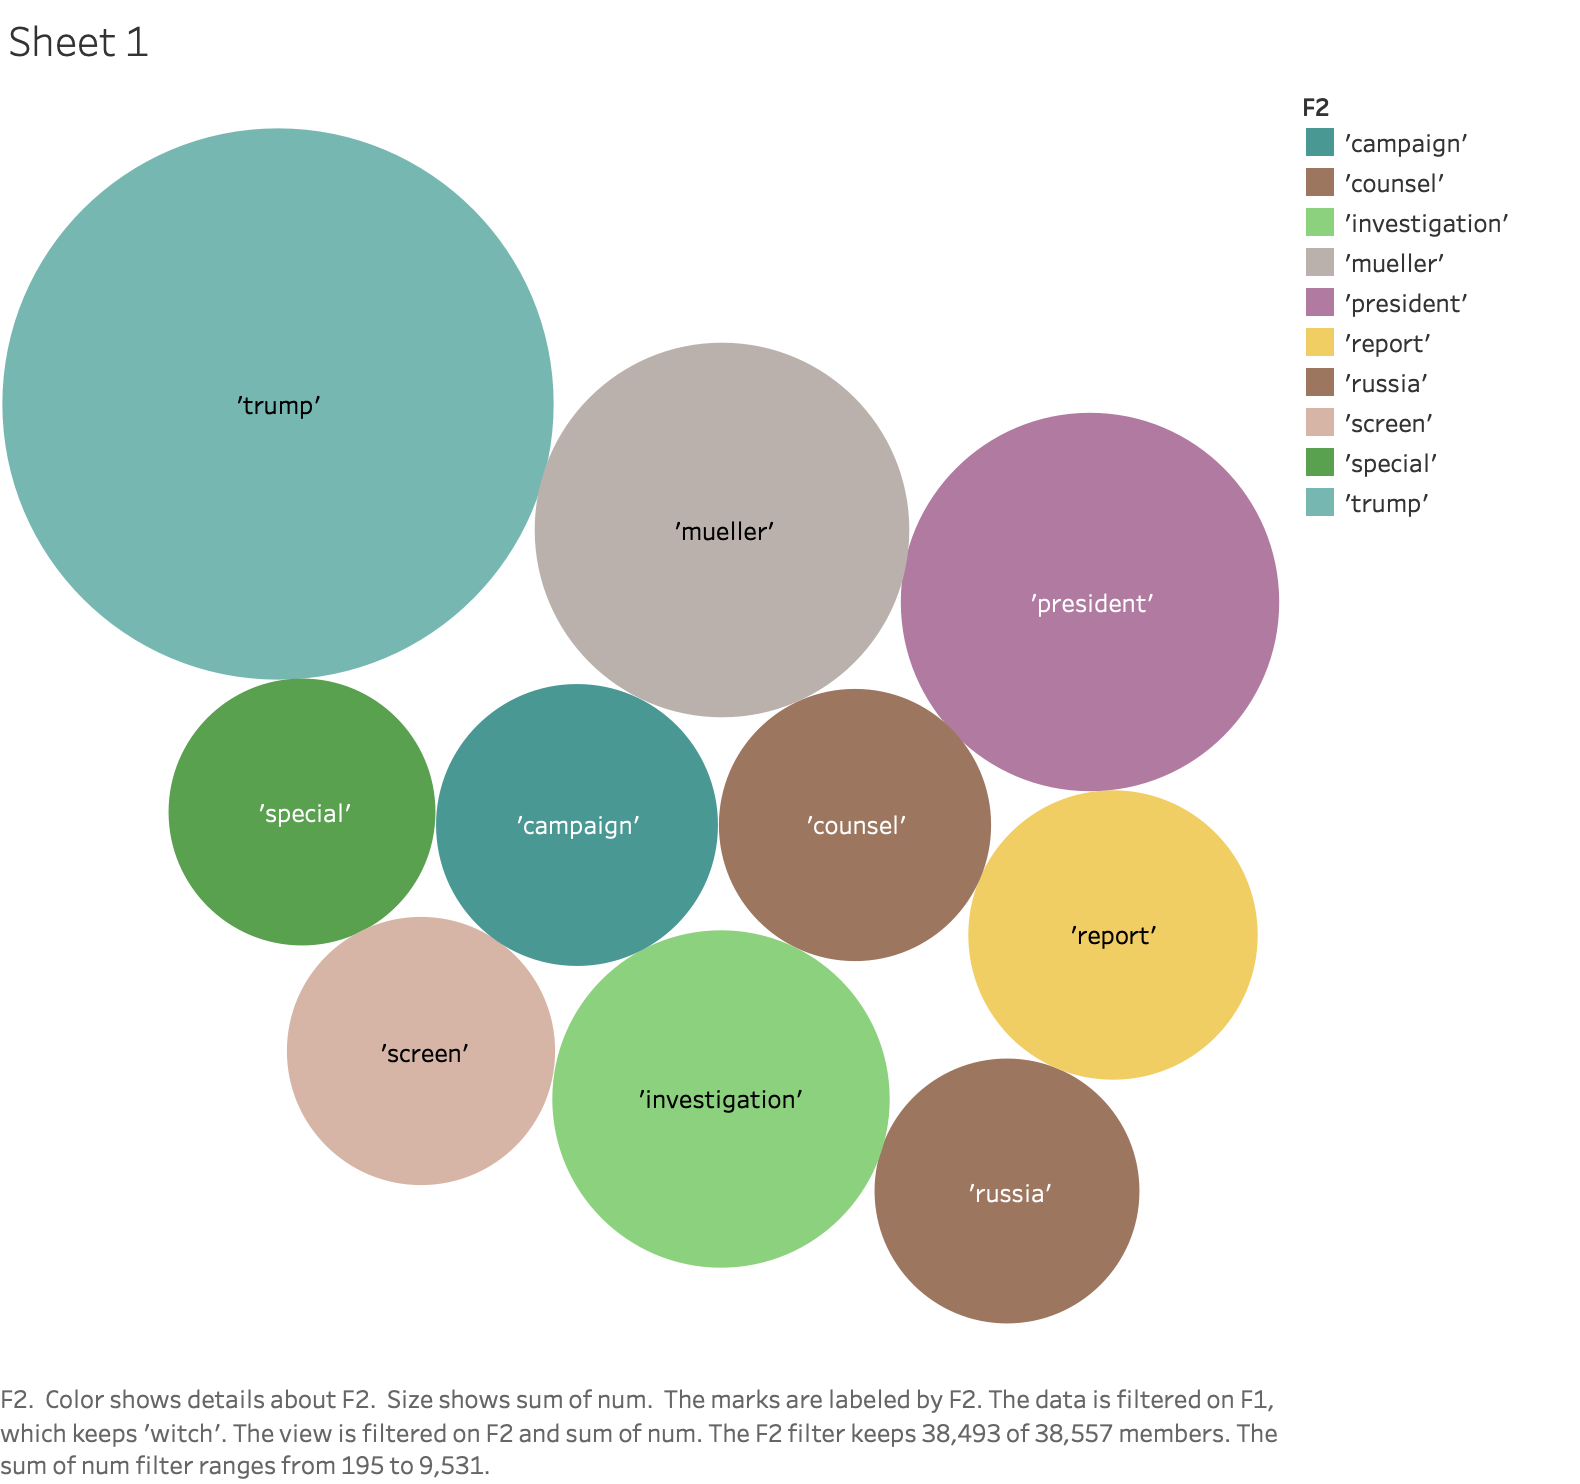 Sheet 1
F2
'campaign'
'counsel'
'investigation'
'mueller'
'president'
'report'
'russia'
'screen'
'special'
'trump'
'trump'
'mueller'
'president'
'special'
'campaign'
'counsel'
'report'
'screen'
'investigation'
'russia'
F2.  Color shows details about F2.  Size shows sum of num.  The marks are labeled by F2. The data is filtered on F1,
which keeps 'witch'. The view is filtered on F2 and sum of num. The F2 filter keeps 38,493 of 38,557 members. The
sum of num filter ranges from 195 to 9,531.